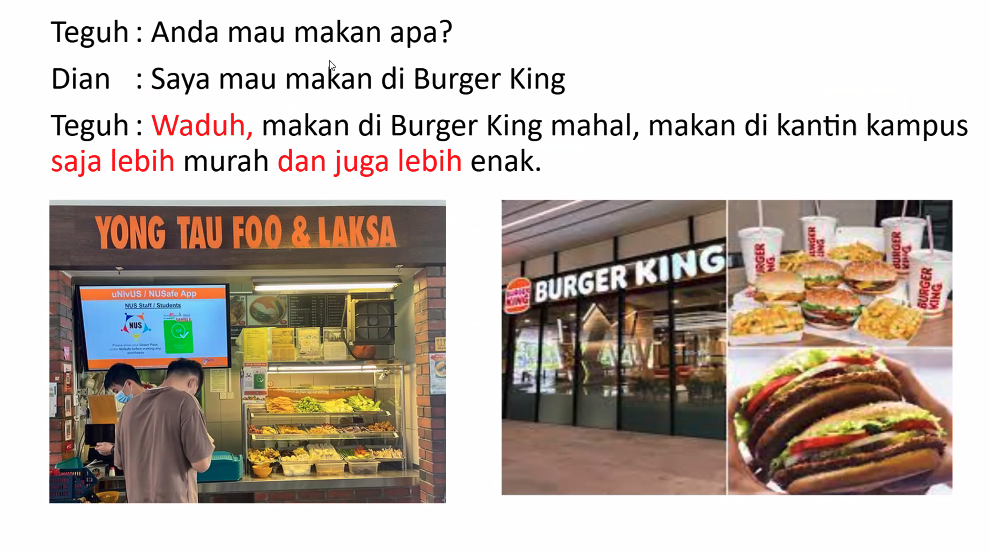 Teguh : Anda mau makan apa?
Dian : Saya mau makan di Burger King
Teguh : Waduh, makan di Burger King mahal, makan di kantin kampus
saja lebih murah dan juga lebih enak.
YONG TAU FOO & LAKSA
uNivUS / NUSafe App
NUS Staff / Students
NUS
BURGER KING
BURGER KING
BURGER KING
BURGER KING
BURGER KING